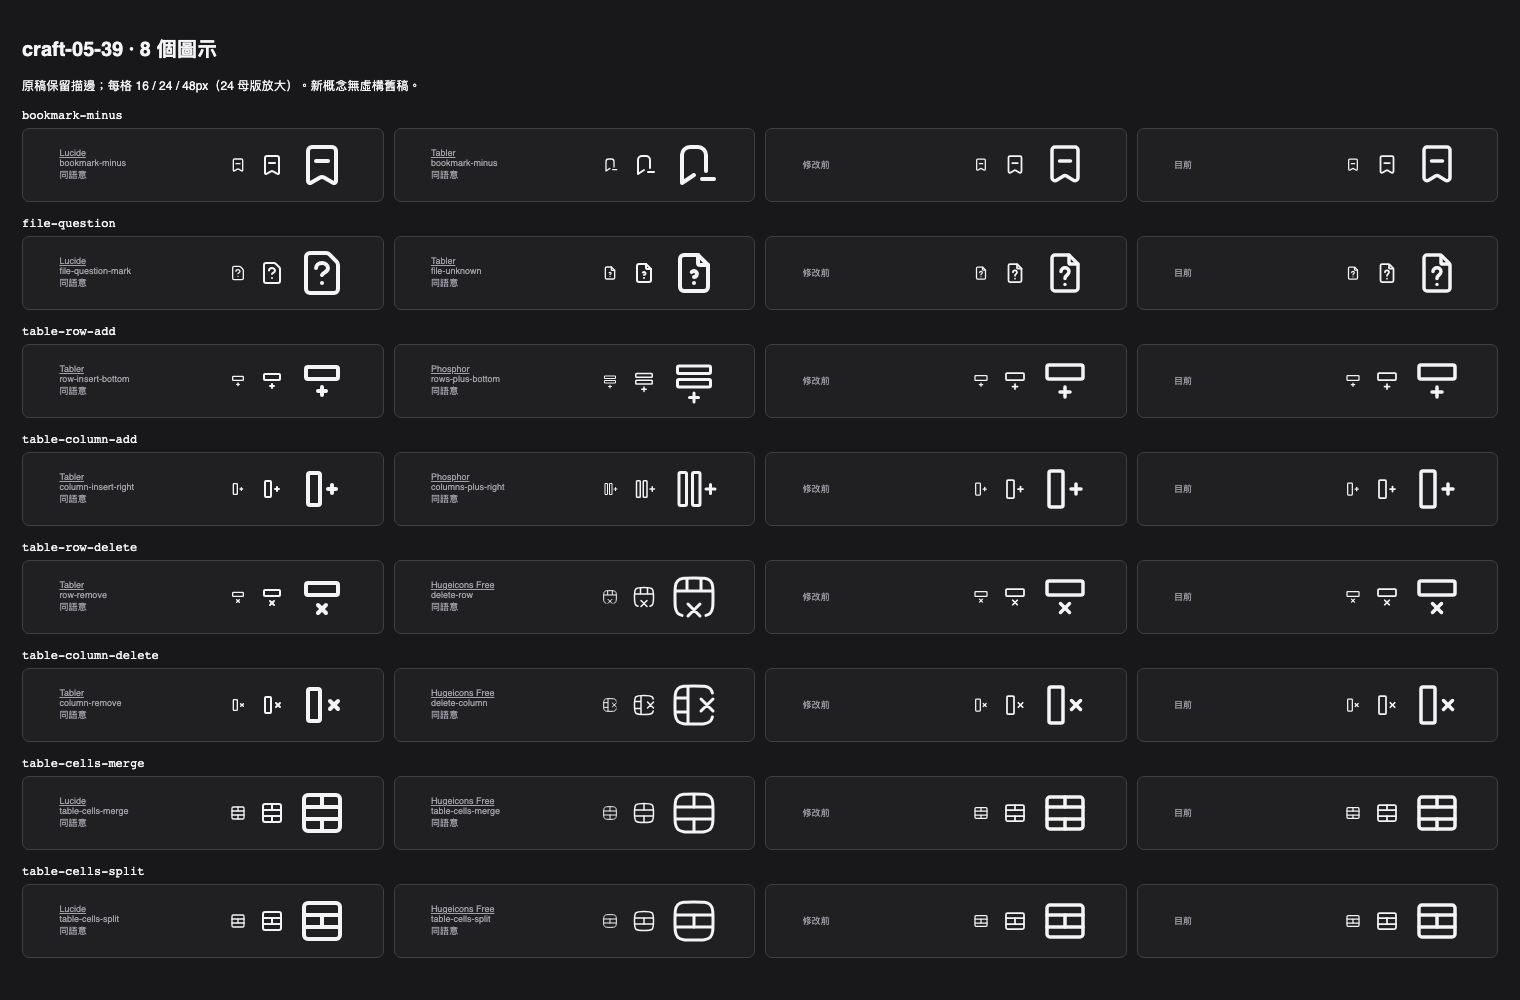 craft-05-39 · 8 個圖示
原稿保留描邊；每格 16 / 24 / 48px（24 母版放大）。新概念無虛構舊稿。
bookmark-minus
Lucide
bookmark-minus
同語意
Tabler
bookmark-minus
同語意
修改前
目前
file-question
Lucide
file-question-mark
同語意
Tabler
file-unknown
同語意
修改前
目前
table-row-add
Tabler
row-insert-bottom
同語意
Phosphor
rows-plus-bottom
同語意
修改前
目前
table-column-add
Tabler
column-insert-right
同語意
Phosphor
columns-plus-right
同語意
修改前
目前
table-row-delete
Tabler
row-remove
同語意
Hugeicons Free
delete-row
同語意
修改前
目前
table-column-delete
Tabler
column-remove
同語意
Hugeicons Free
delete-column
同語意
修改前
目前
table-cells-merge
Lucide
table-cells-merge
同語意
Hugeicons Free
table-cells-merge
同語意
修改前
目前
table-cells-split
Lucide
table-cells-split
同語意
Hugeicons Free
table-cells-split
同語意
修改前
目前